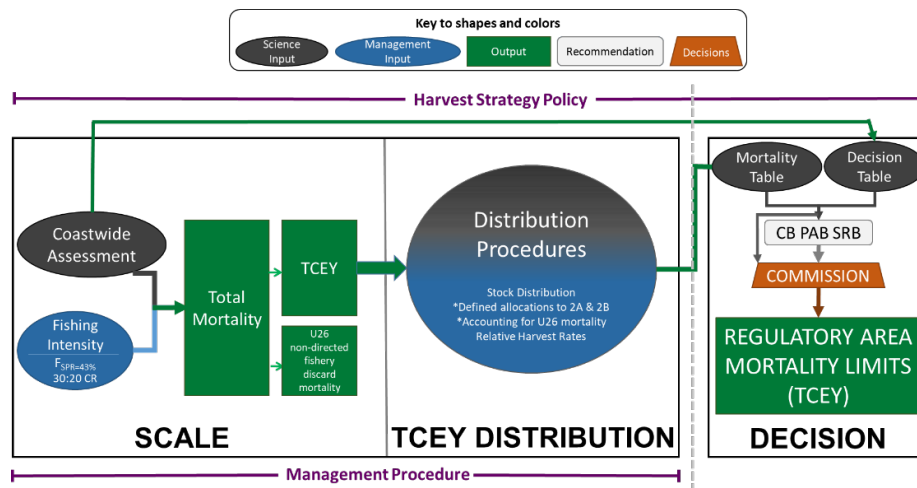 Key to shapes and colors
Science
Input
Management
Input
Output
Recommendation
Decisions
Harvest Strategy Policy
Coastwide
Assessment
Fishing
Intensity
FSPR=43%
30:20 CR
Total
Mortality
TCEY
U26
non-directed
fishery
discard
mortality
SCALE
Distribution
Procedures
Stock Distribution
*Defined allocations to 2A & 2B
*Accounting for U26 mortality
Relative Harvest Rates
TCEY DISTRIBUTION
Mortality
Table
Decision
Table
CB PAB SRB
COMMISSION
REGULATORY AREA
MORTALITY LIMITS
(TCEY)
DECISION
Management Procedure